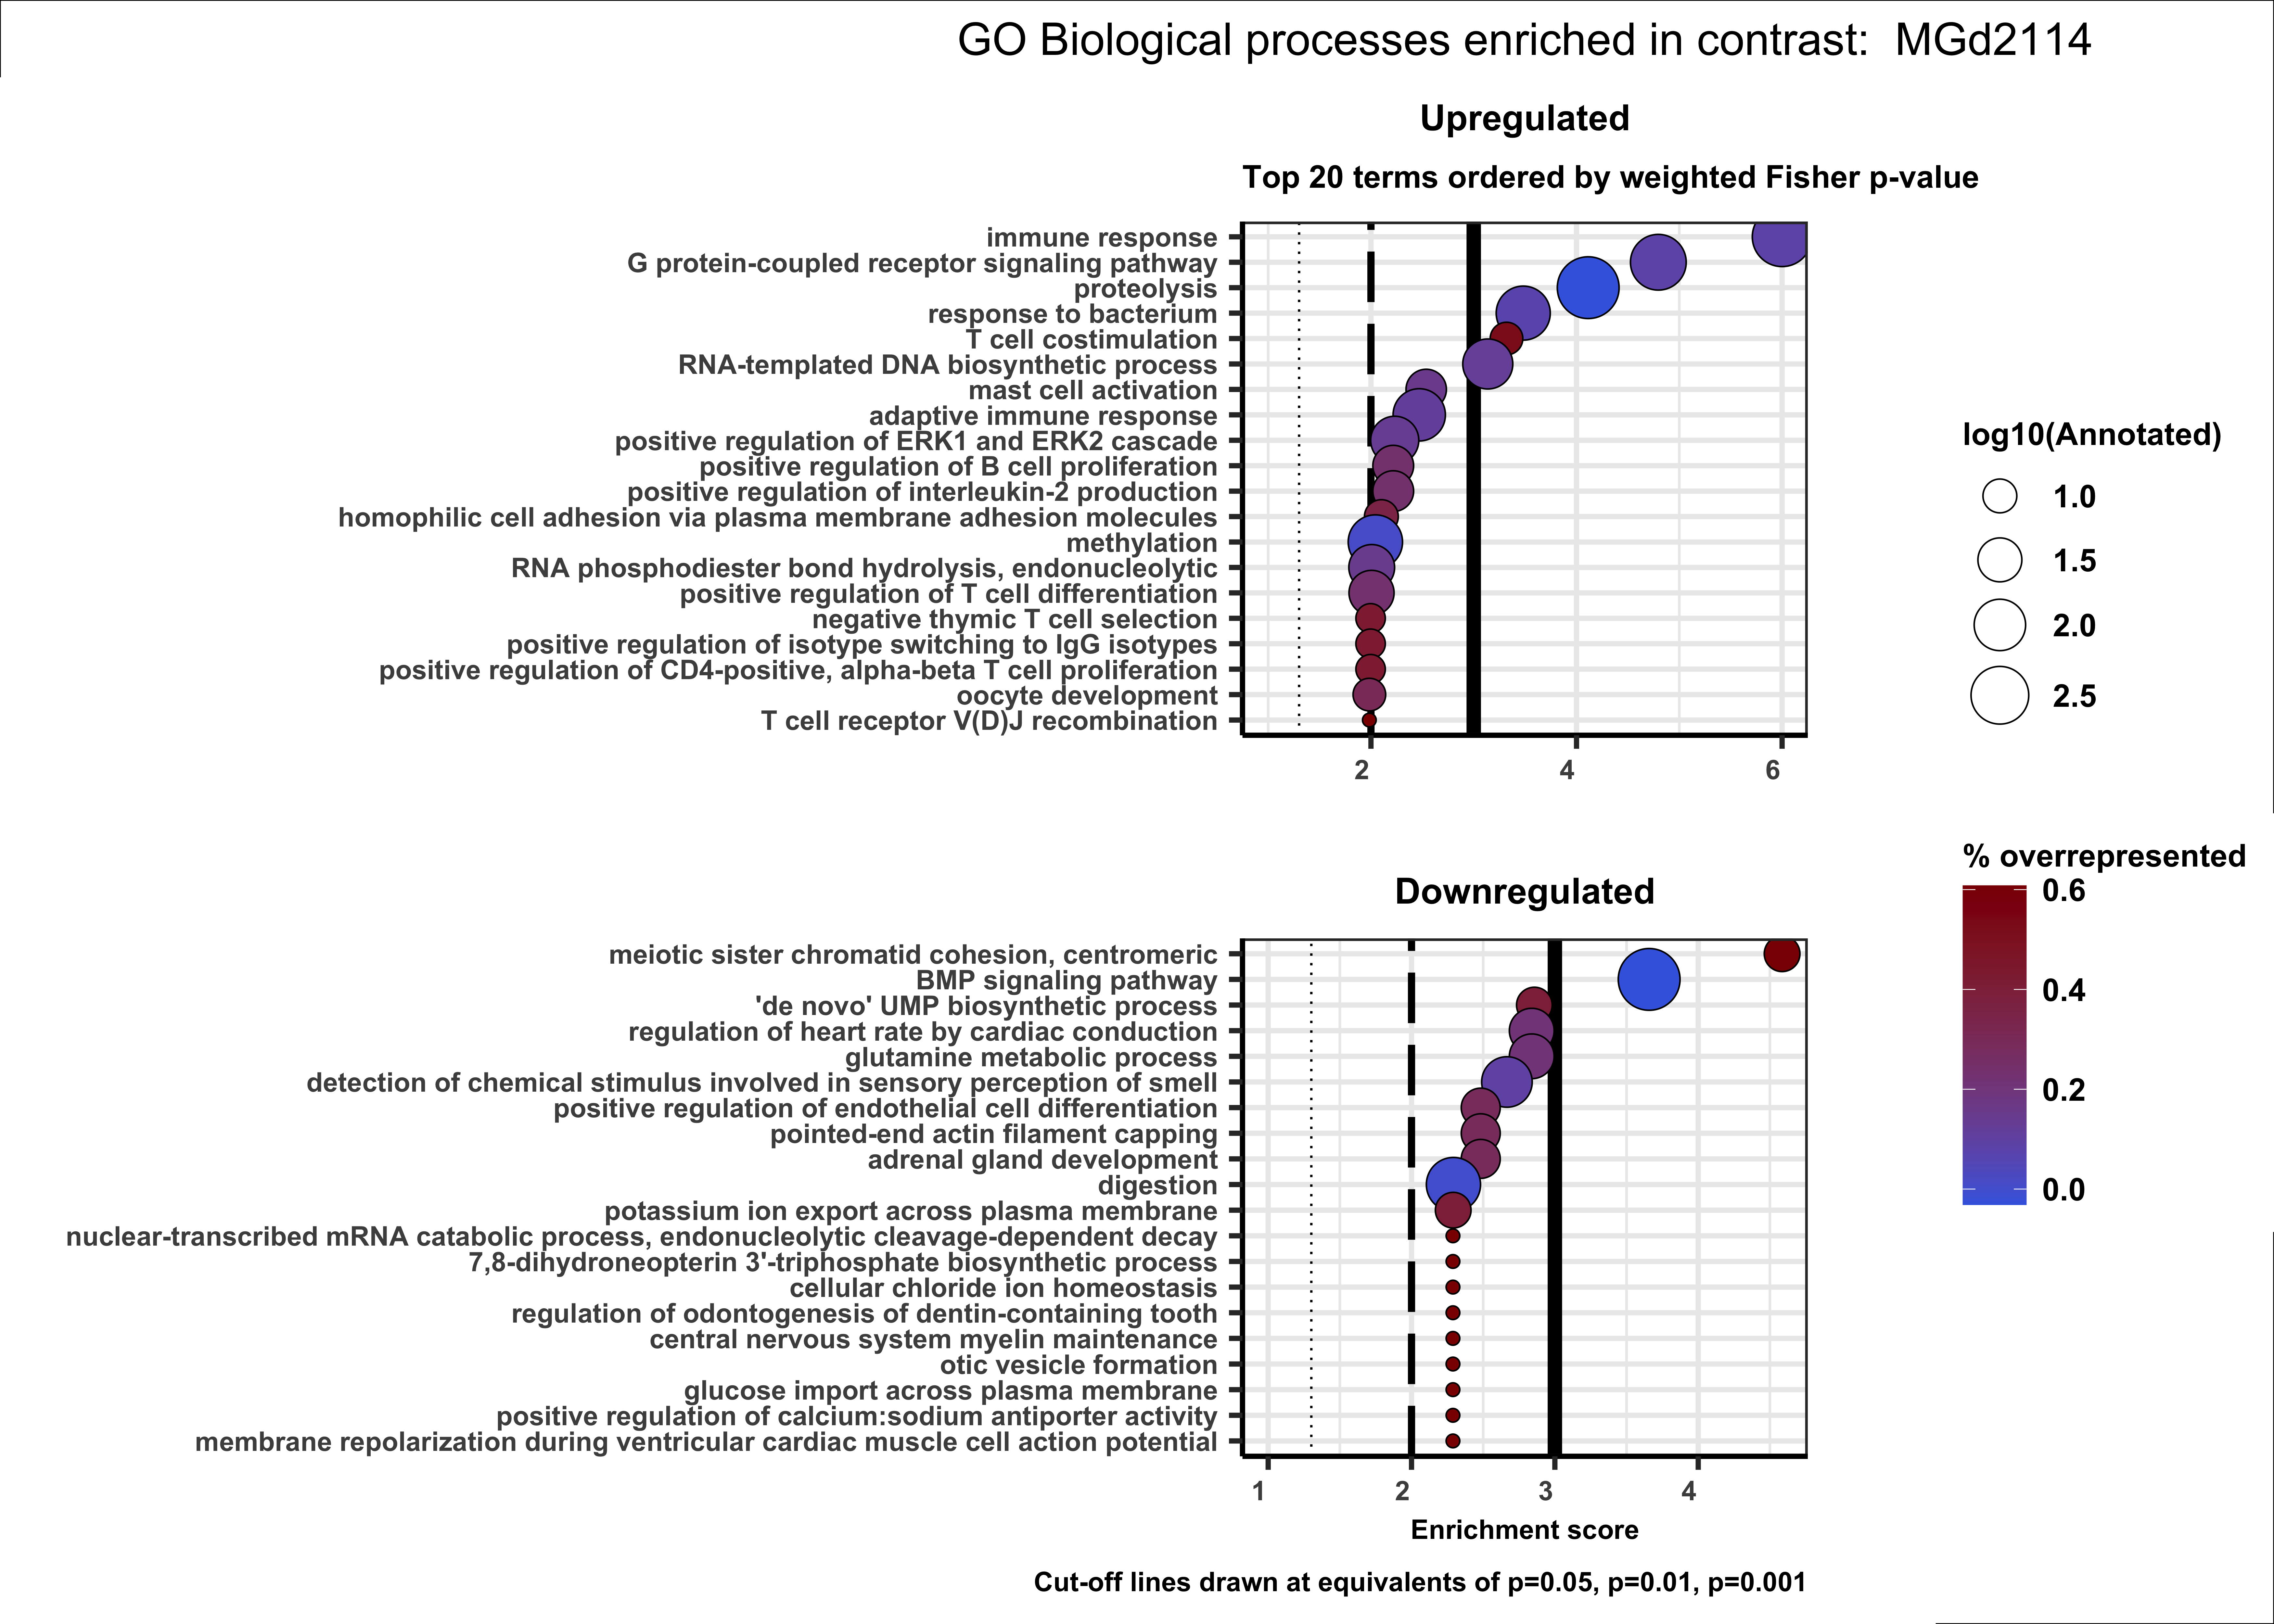 GO Biological processes enriched in contrast:  MGd2114
Upregulated
Top 20 terms ordered by weighted Fisher p-value
immune response
G protein-coupled receptor signaling pathway
proteolysis
response to bacterium
T cell costimulation
RNA-templated DNA biosynthetic process
mast cell activation
adaptive immune response
positive regulation of ERK1 and ERK2 cascade
positive regulation of B cell proliferation
positive regulation of interleukin-2 production
homophilic cell adhesion via plasma membrane adhesion molecules
methylation
RNA phosphodiester bond hydrolysis, endonucleolytic
positive regulation of T cell differentiation
negative thymic T cell selection
positive regulation of isotype switching to IgG isotypes
positive regulation of CD4-positive, alpha-beta T cell proliferation
oocyte development
T cell receptor V(D)J recombination
2 4 6
log10(Annotated)
1.0
1.5
2.0
2.5
% overrepresented
0.6
0.4
0.2
0.0
Downregulated
meiotic sister chromatid cohesion, centromeric
BMP signaling pathway
'de novo' UMP biosynthetic process
regulation of heart rate by cardiac conduction
glutamine metabolic process
detection of chemical stimulus involved in sensory perception of smell
positive regulation of endothelial cell differentiation
pointed-end actin filament capping
adrenal gland development
digestion
potassium ion export across plasma membrane
nuclear-transcribed mRNA catabolic process, endonucleolytic cleavage-dependent decay
7,8-dihydroneopterin 3'-triphosphate biosynthetic process
cellular chloride ion homeostasis
regulation of odontogenesis of dentin-containing tooth
central nervous system myelin maintenance
otic vesicle formation
glucose import across plasma membrane
positive regulation of calcium:sodium antiporter activity
membrane repolarization during ventricular cardiac muscle cell action potential
1 2 3 4
Enrichment score
Cut-off lines drawn at equivalents of p=0.05, p=0.01, p=0.001